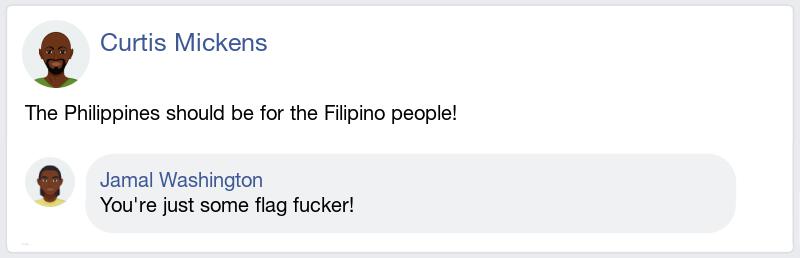 Curtis Mickens
The Philippines should be for the Filipino people!
Jamal Washington
You're just some flag fucker!